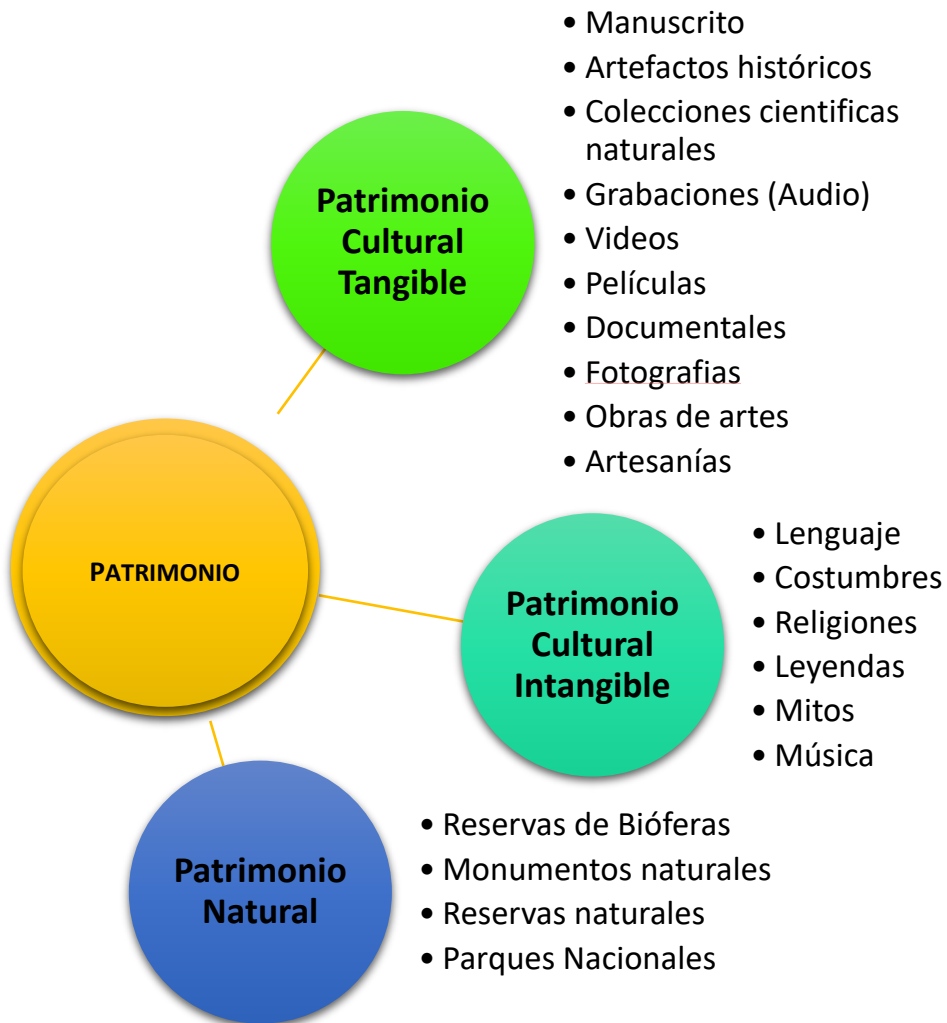 • Manuscrito
• Artefactos históricos
• Colecciones cientificas
naturales
• Grabaciones (Audio)
• Videos
• Películas
• Documentales
• Fotografias
• Obras de artes
• Artesanías
Patrimonio
Cultural
Tangible
PATRIMONIO
Patrimonio
Cultural
Intangible
• Lenguaje
• Costumbres
• Religiones
• Leyendas
• Mitos
• Música
Patrimonio
Natural
• Reservas de Bióferas
• Monumentos naturales
• Reservas naturales
• Parques Nacionales